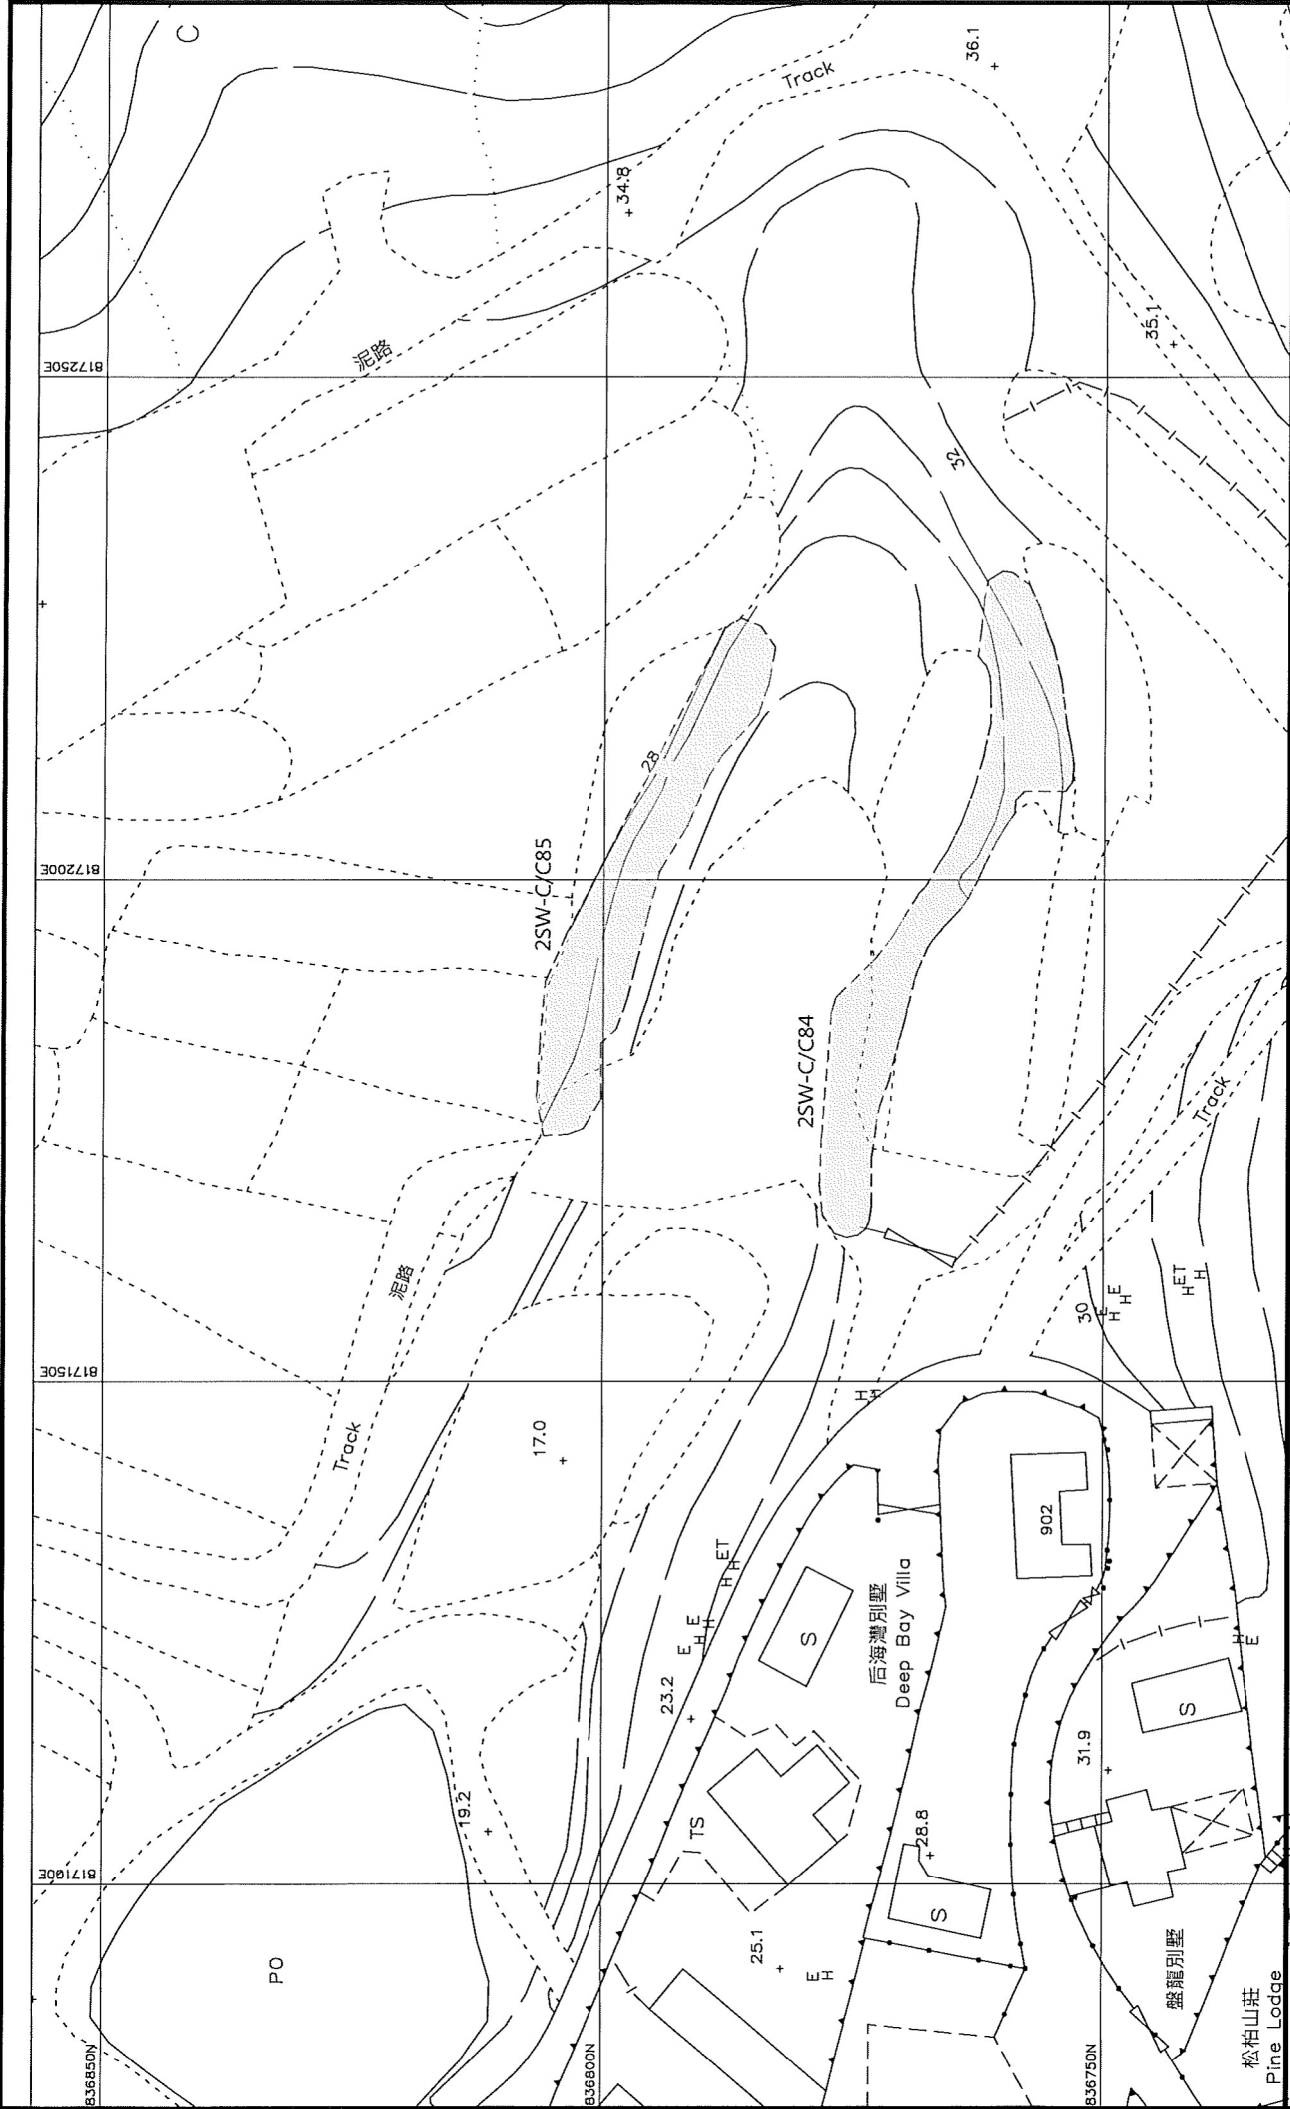 C
36.1
Track
34.8
35.1
817250E
泥路
32
28
817200E
2SW-C/C85
2SW-C/C84
Track
泥路
30
E
H
E
H
H
ET
H
H
817150E
Track
17.0
H
H
902
ET
H
H
E
E
H
H
S
后海灣別墅
Deep Bay Villa
23.2
H
E
S
31.9
19.2
TS
28.8
817100E
S
PO
25.1
E
H
盤龍別墅
松柏山莊
Pine Lodge
836850N
836800N
836750N